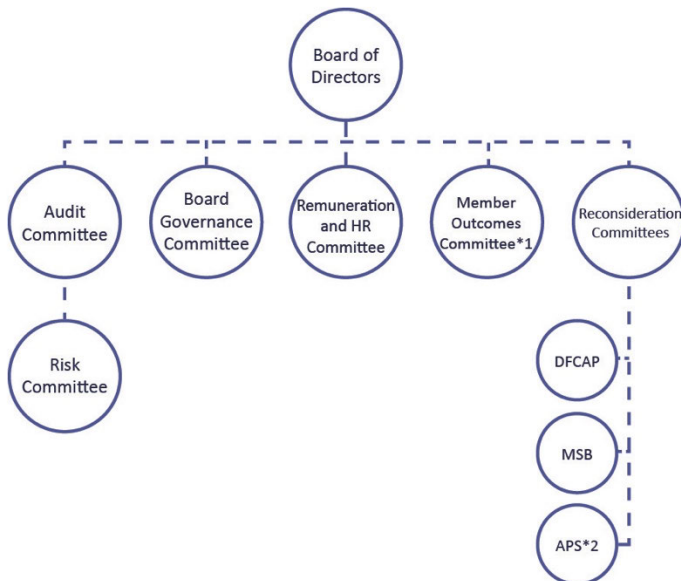 Board of
Directors
Audit
Committee
Board
Governance
Committee
Remuneration
and HR
Committee
Member
Outcomes
Committee*1
Reconsideration
Committees
Risk
Committee
DFCAP
MSB
APS*2